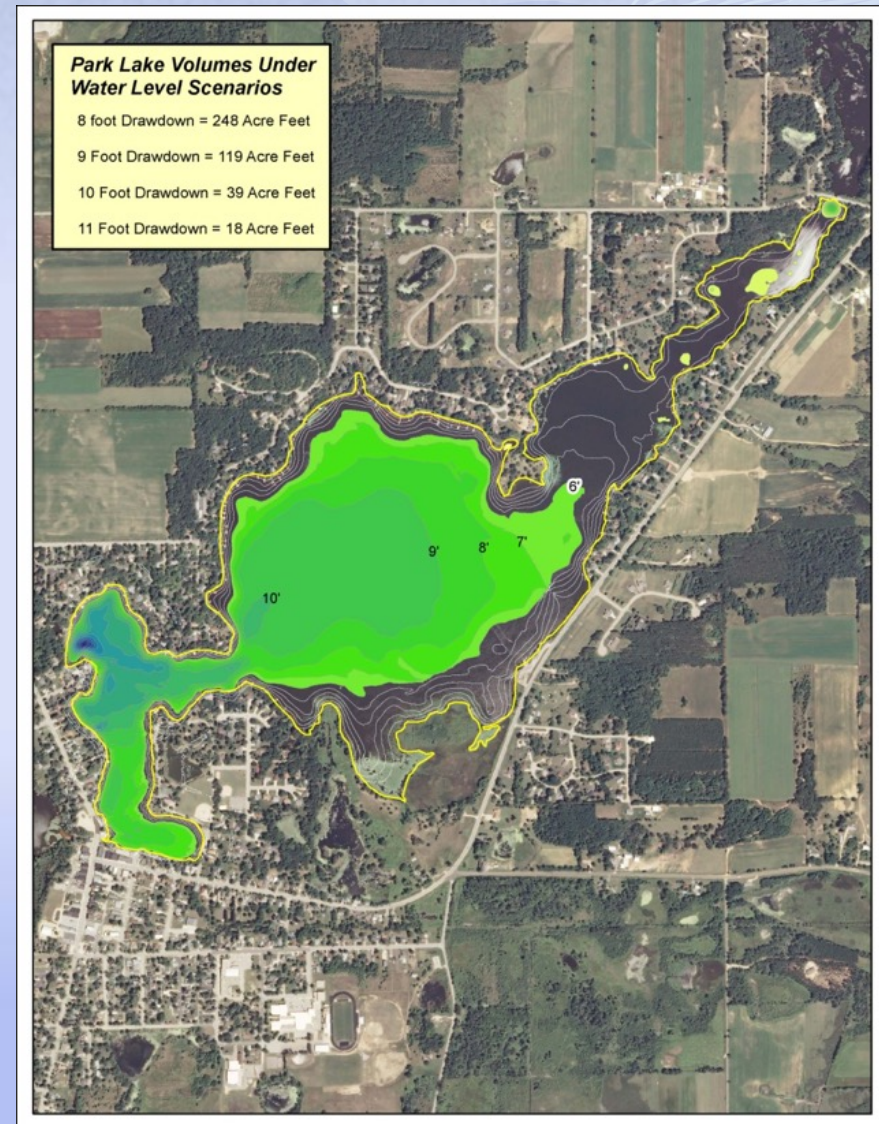 Park Lake Volumes Under
Water Level Scenarios
8 foot Drawdown = 248 Acre Feet
9 Foot Drawdown = 119 Acre Feet
10 Foot Drawdown = 39 Acre Feet
11 Foot Drawdown = 18 Acre Feet
6'
7'
8'
9'
10'